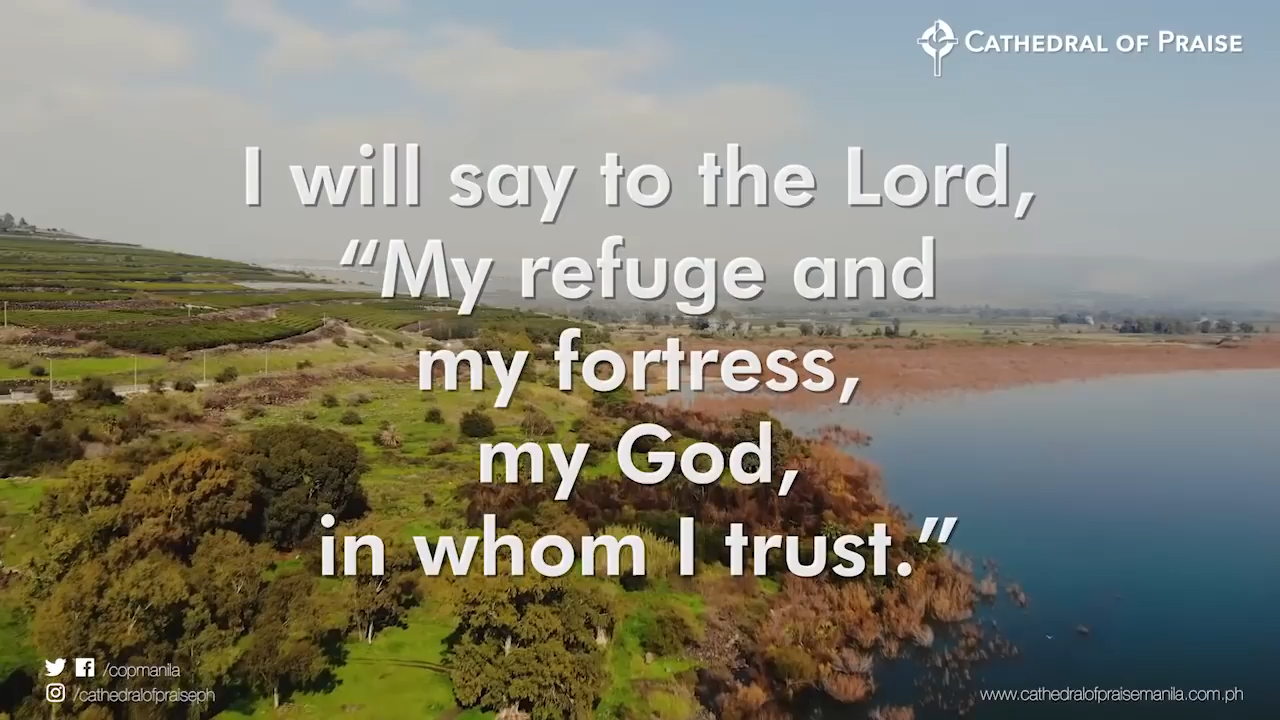 CATHEDRAL OF PRAISE
I will say to the Lord,
“My refuge and
my fortress,
my God,
in whom I trust.”
/copmanila
/cathedralofpraiseph
www.cathedralofpraisemanila.com.ph